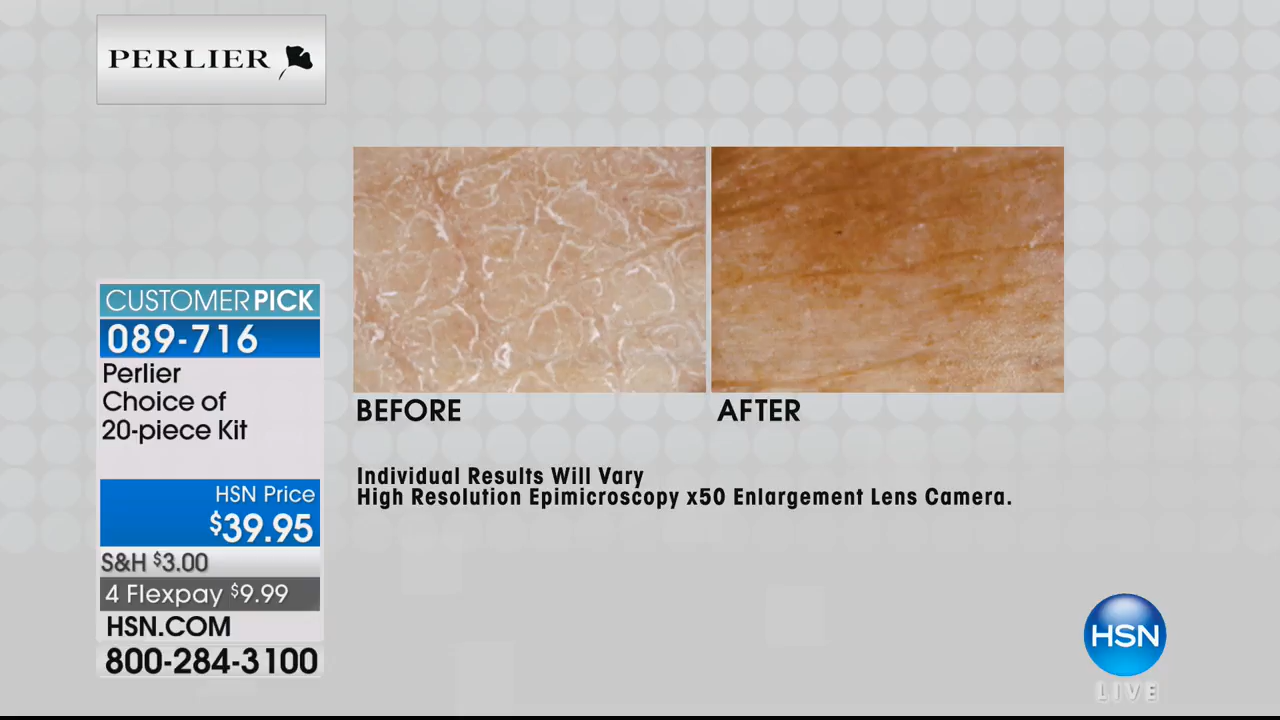 PERLIER
BEFORE
AFTER
Individual Results Will Vary
High Resolution Epimicroscopy x50 Enlargement Lens Camera.
CUSTOMERPICK
089-716
Perlier
Choice of
20-piece Kit
HSN Price
$39.95
S&H $3.00
4 Flexpay $9.99
HSN.COM
800-284-3100
HSN
LIVE